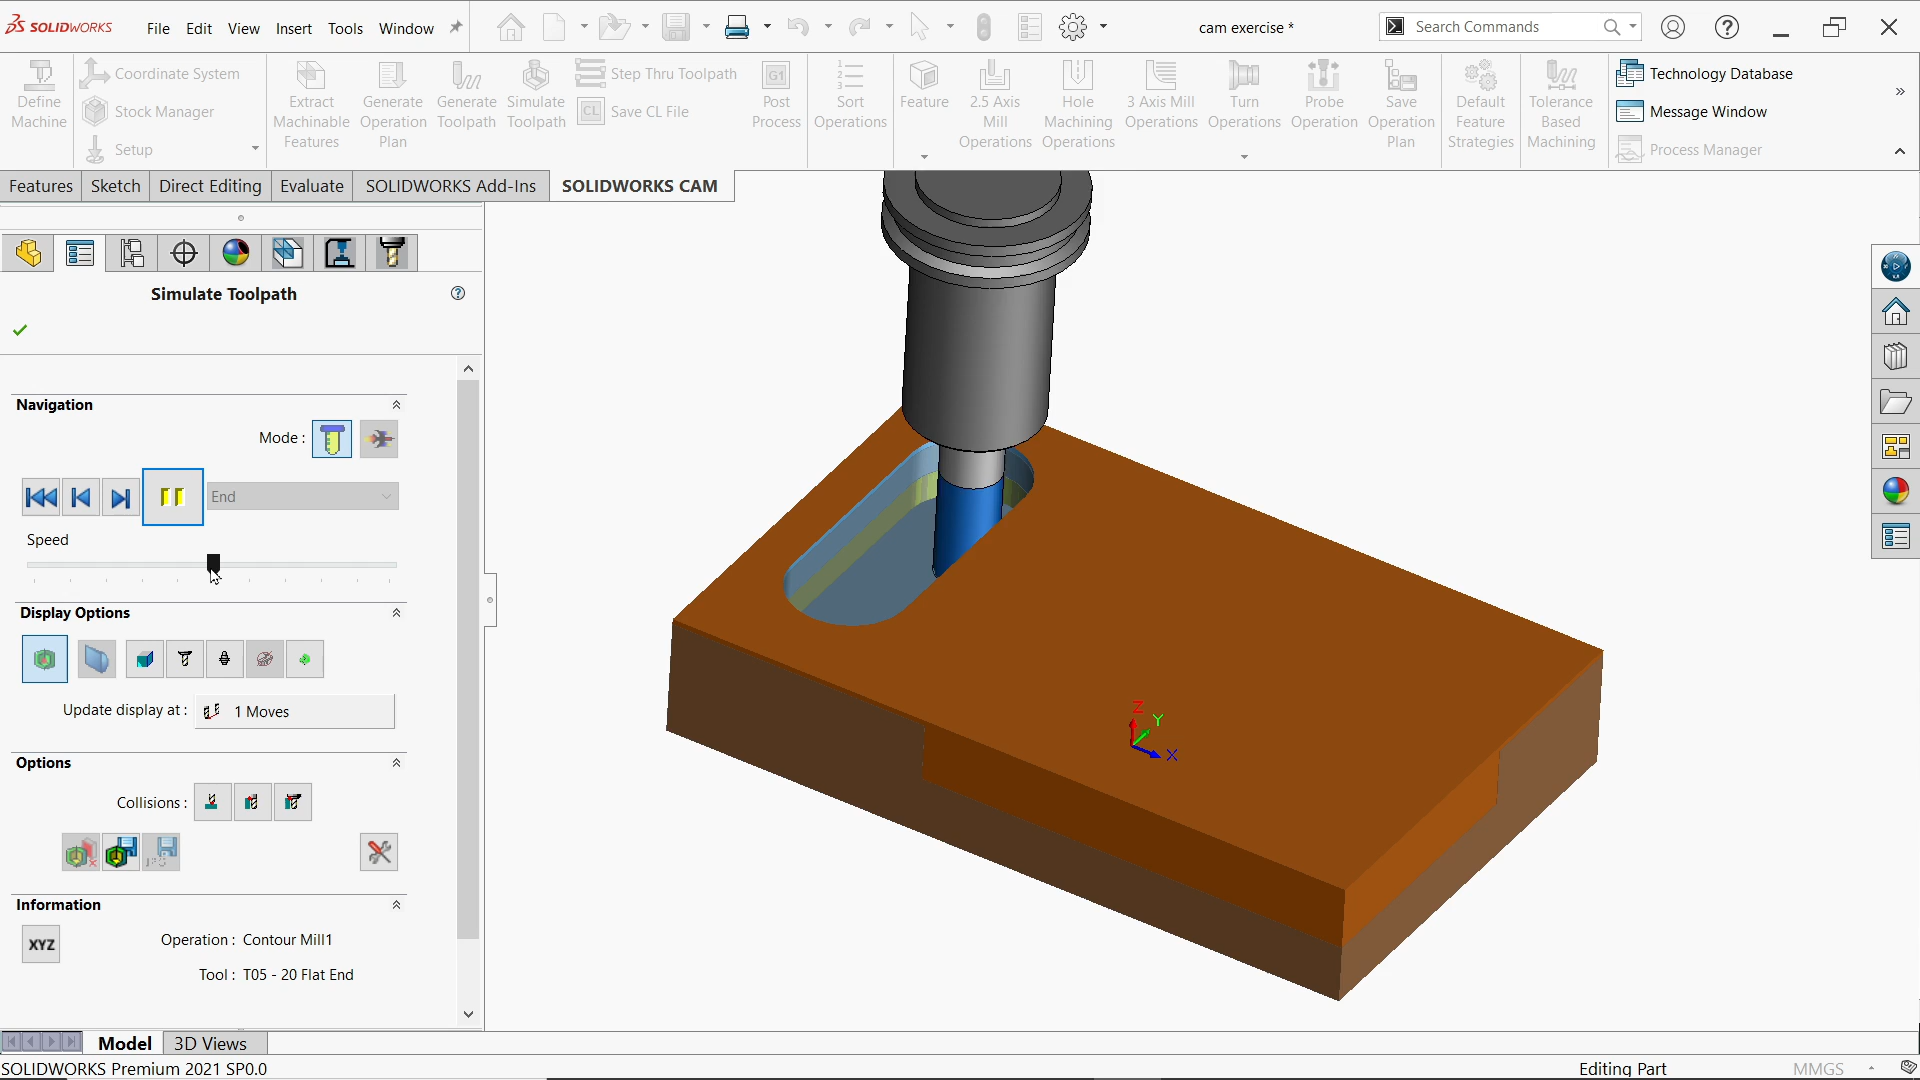 SOLIDWORKS
File Edit View Insert Tools Window
cam exercise *
Search Commands
Define Machine
Coordinate System
Stock Manager
Setup
Extract Machinable Features
Generate Operation Plan
Generate Toolpath
Simulate Toolpath
Step Thru Toolpath
G1
CL
Save CL File
Post Process
Sort Operations
Feature
2.5 Axis Mill Operations
Hole Machining Operations
3 Axis Mill Operations
Turn Operations
Probe Operation
Save Operation Plan
Default Feature Strategies
Tolerance Based Machining
Technology Database
Message Window
Process Manager
Features Sketch Direct Editing Evaluate SOLIDWORKS Add-Ins SOLIDWORKS CAM
Simulate Toolpath
Navigation
Mode :
End
Speed
Display Options
Update display at : 1 Moves
Options
Collisions :
JPG
Information
XYZ
Operation : Contour Mill1
Tool : T05 - 20 Flat End
Z
Y
X
Model 3D Views
SOLIDWORKS Premium 2021 SP0.0
Editing Part
MMGS